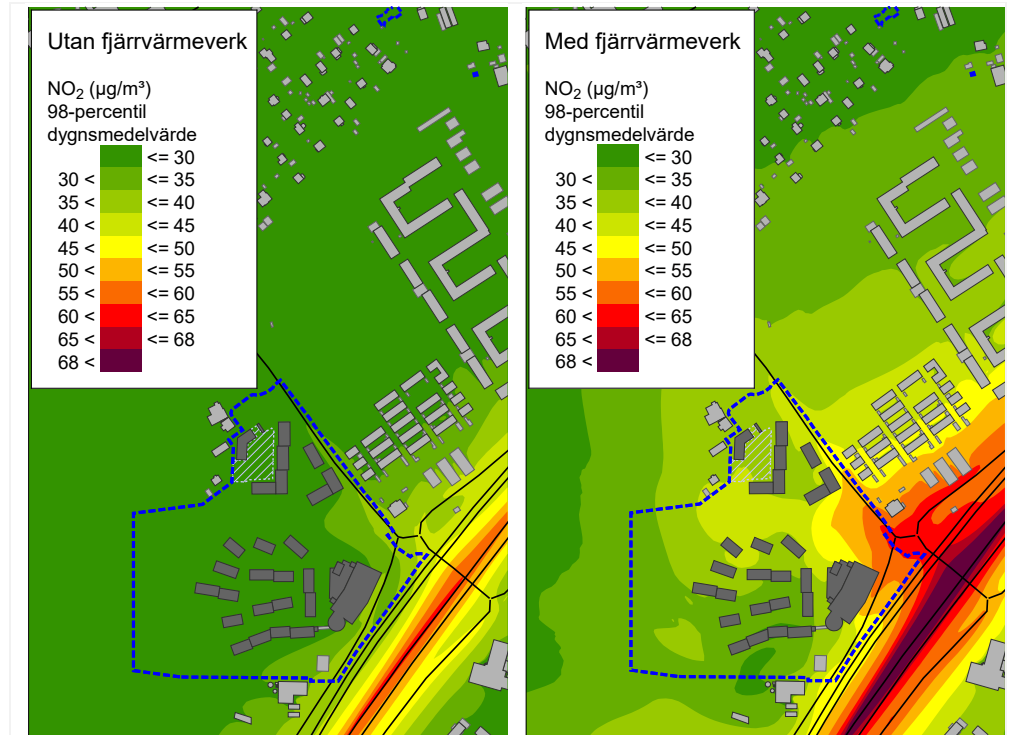 Utan fjärrvärmeverk
NO₂ (µg/m³)
98-percentil
dygnsmedelvärde
<= 30
30 < <= 35
35 < <= 40
40 < <= 45
45 < <= 50
50 < <= 55
55 < <= 60
60 < <= 65
65 < <= 68
68 <
Med fjärrvärmeverk
NO₂ (µg/m³)
98-percentil
dygnsmedelvärde
<= 30
30 < <= 35
35 < <= 40
40 < <= 45
45 < <= 50
50 < <= 55
55 < <= 60
60 < <= 65
65 < <= 68
68 <